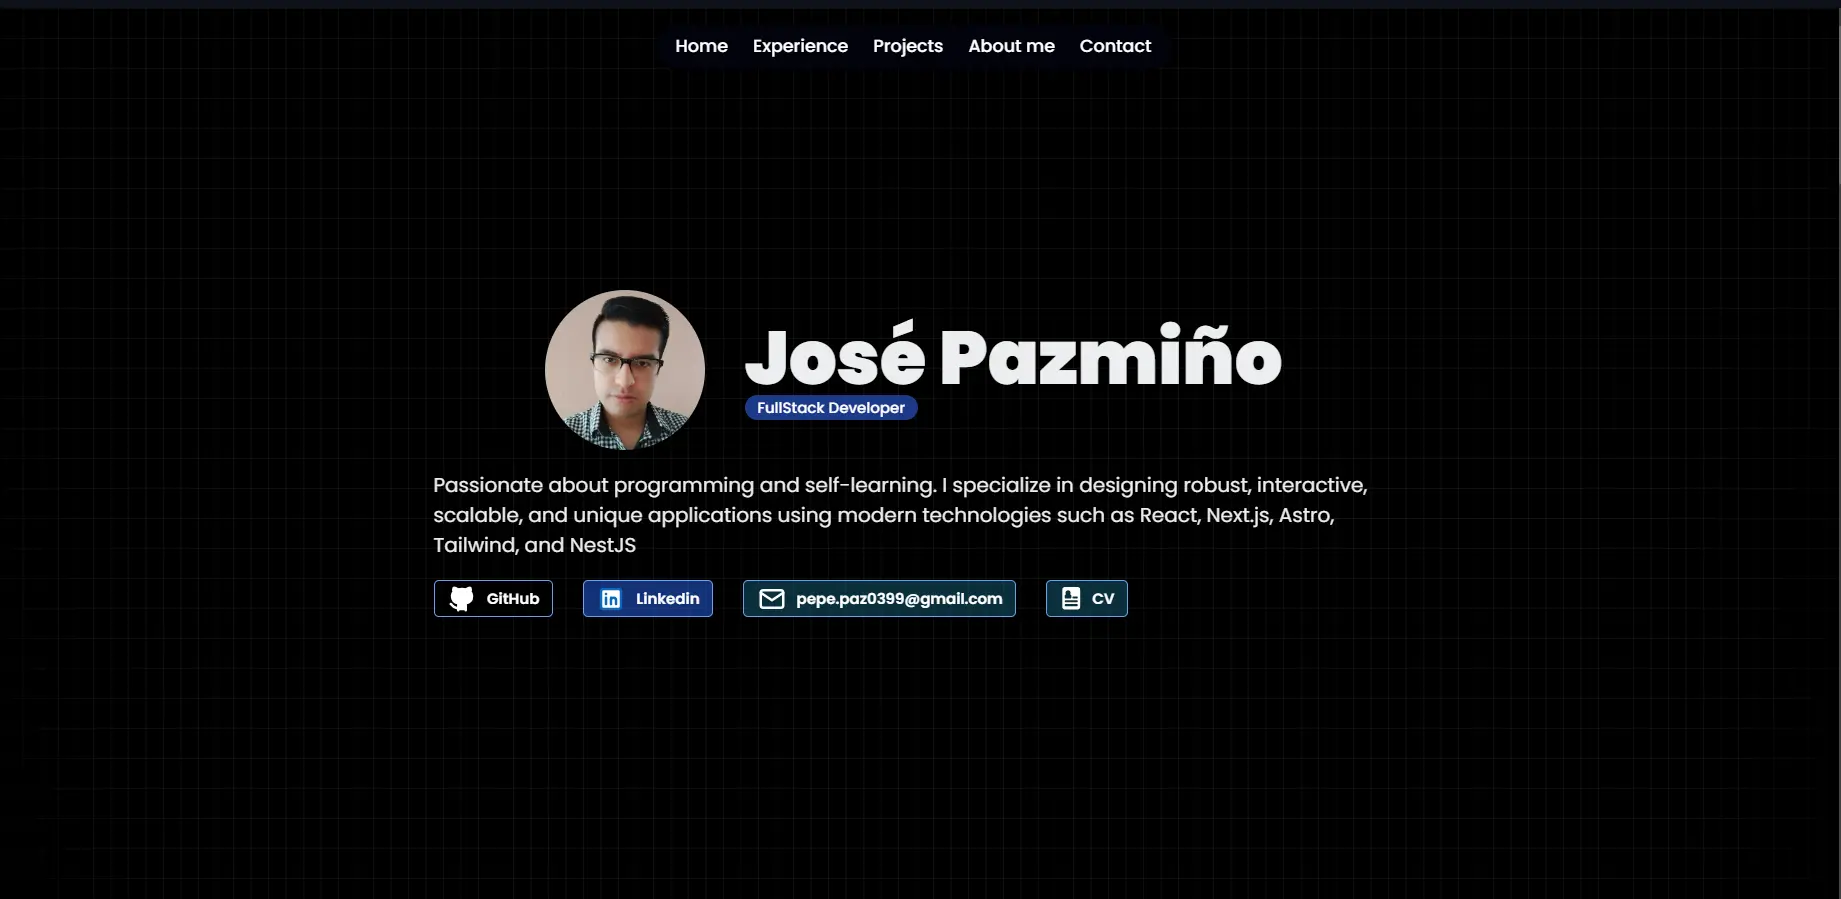 Home Experience Projects About me Contact
José Pazmiño
FullStack Developer
Passionate about programming and self-learning. I specialize in designing robust, interactive,
scalable, and unique applications using modern technologies such as React, Next.js, Astro,
Tailwind, and NestJS
GitHub Linkedin pepe.paz0399@gmail.com CV